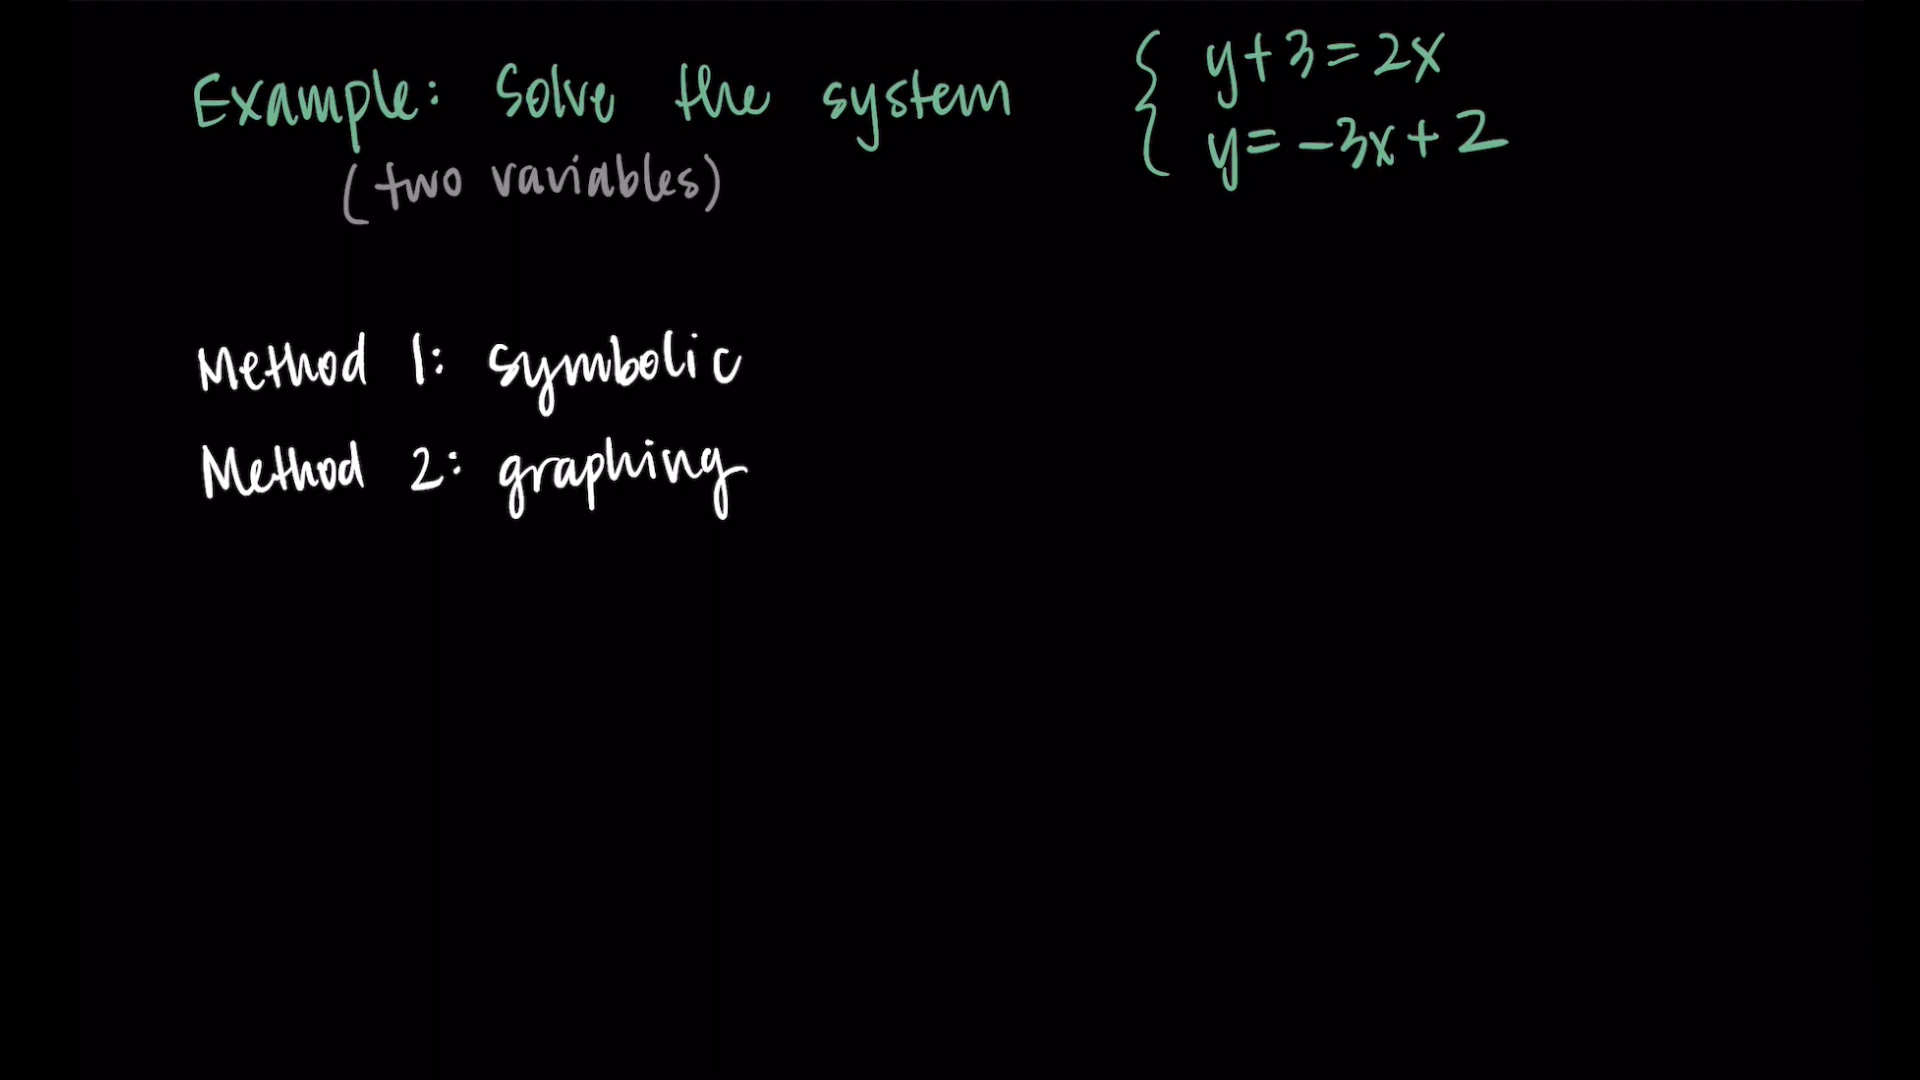 Example: Solve the system
(two variables)
{ y+3=2x
y=-3x+2
Method 1: symbolic
Method 2: graphing